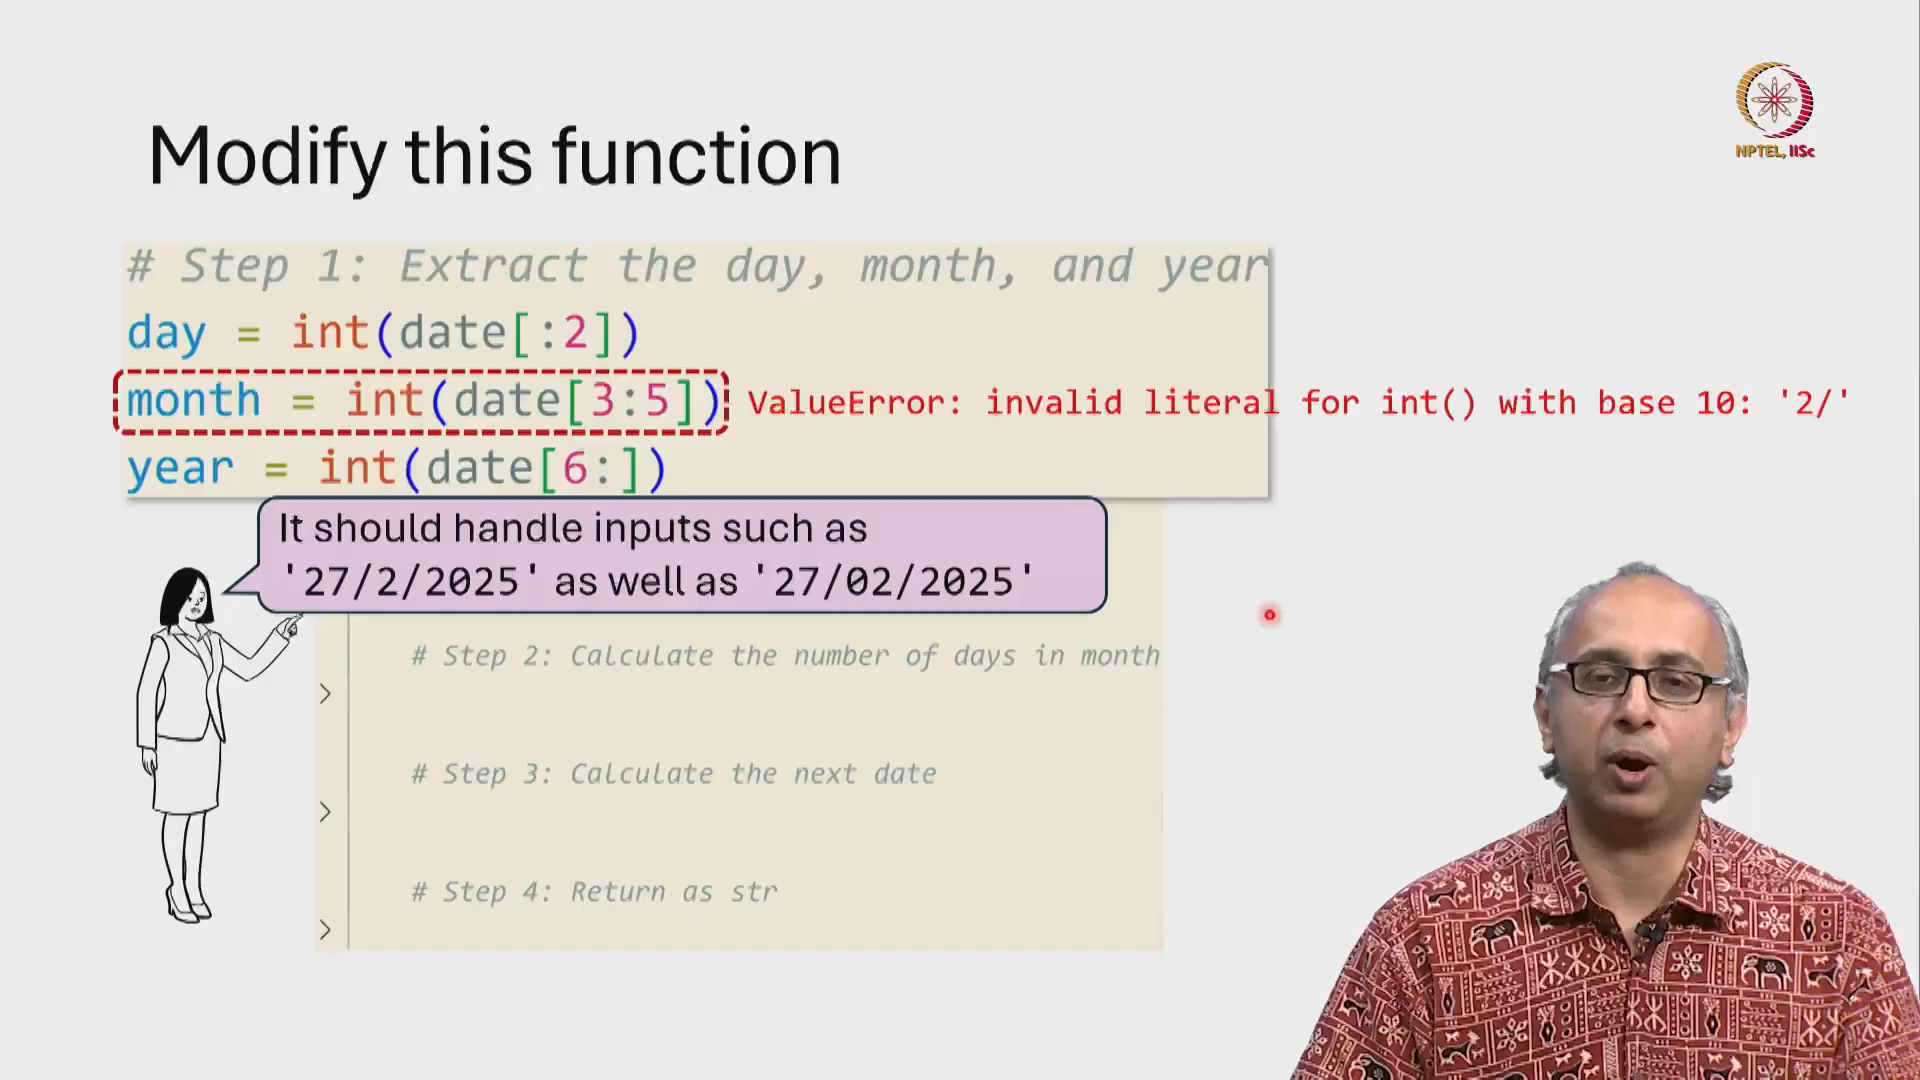 NPTEL, IISc
Modify this function
# Step 1: Extract the day, month, and year
day = int(date[:2])
month = int(date[3:5]) ValueError: invalid literal for int() with base 10: '2/'
year = int(date[6:])
It should handle inputs such as
'27/2/2025' as well as '27/02/2025'
# Step 2: Calculate the number of days in month
>
# Step 3: Calculate the next date
>
# Step 4: Return as str
>